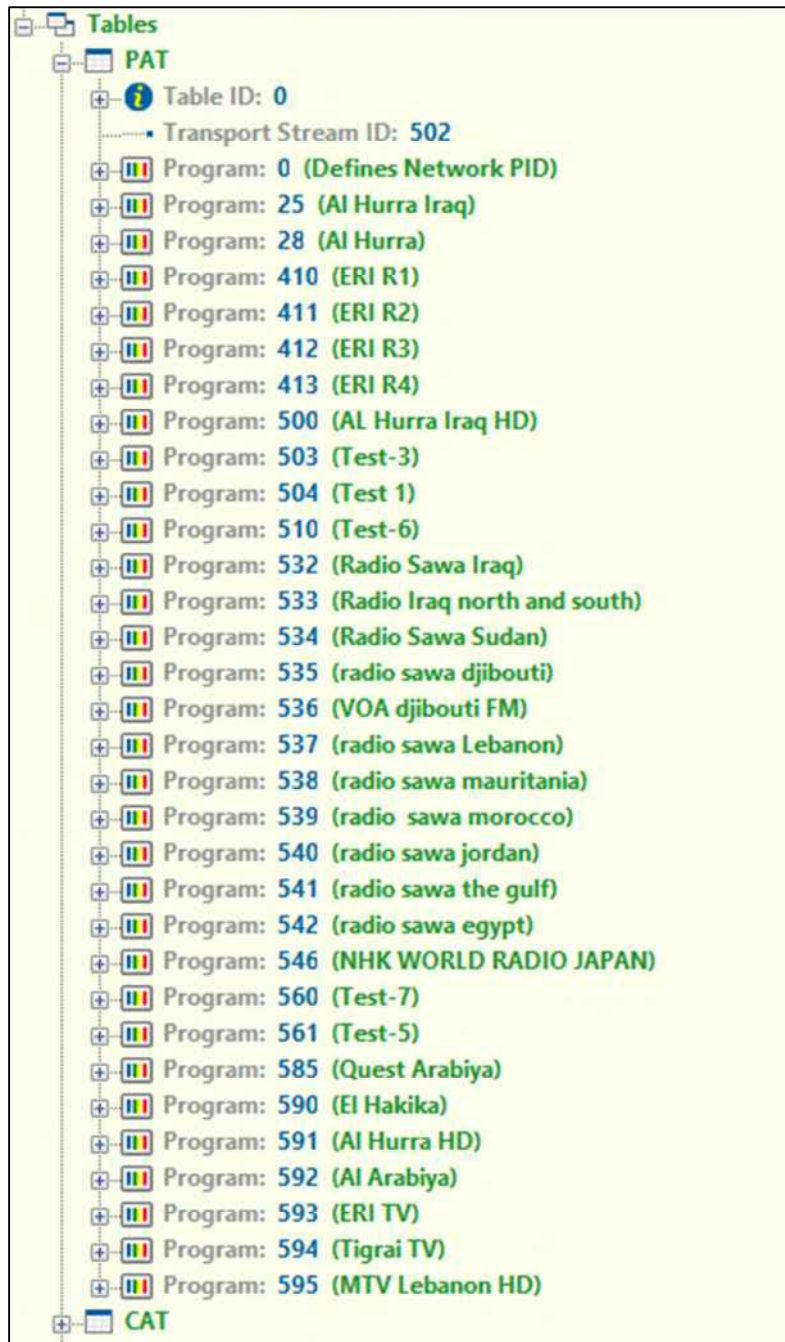 Tables
PAT
Table ID: 0
Transport Stream ID: 502
Program: 0 (Defines Network PID)
Program: 25 (Al Hurra Iraq)
Program: 28 (Al Hurra)
Program: 410 (ERI R1)
Program: 411 (ERI R2)
Program: 412 (ERI R3)
Program: 413 (ERI R4)
Program: 500 (AL Hurra Iraq HD)
Program: 503 (Test-3)
Program: 504 (Test 1)
Program: 510 (Test-6)
Program: 532 (Radio Sawa Iraq)
Program: 533 (Radio Iraq north and south)
Program: 534 (Radio Sawa Sudan)
Program: 535 (radio sawa djibouti)
Program: 536 (VOA djibouti FM)
Program: 537 (radio sawa Lebanon)
Program: 538 (radio sawa mauritania)
Program: 539 (radio  sawa morocco)
Program: 540 (radio sawa jordan)
Program: 541 (radio sawa the gulf)
Program: 542 (radio sawa egypt)
Program: 546 (NHK WORLD RADIO JAPAN)
Program: 560 (Test-7)
Program: 561 (Test-5)
Program: 585 (Quest Arabiya)
Program: 590 (El Hakika)
Program: 591 (Al Hurra HD)
Program: 592 (Al Arabiya)
Program: 593 (ERI TV)
Program: 594 (Tigrai TV)
Program: 595 (MTV Lebanon HD)
CAT